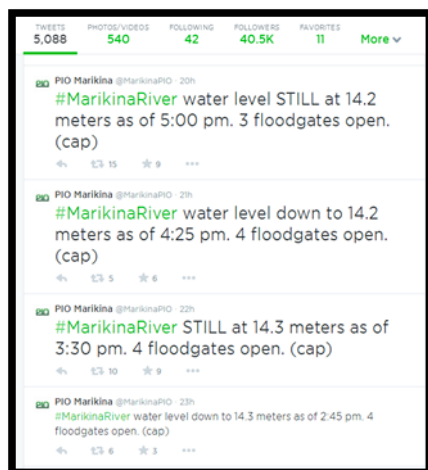 TWEETS PHOTOS/VIDEOS FOLLOWING FOLLOWERS FAVORITES
5,088 540 42 40.5K 11 More
PIO Marikina @MarikinaPIO · 20h
#MarikinaRiver water level STILL at 14.2
meters as of 5:00 pm. 3 floodgates open.
(cap)
15 9
PIO Marikina @MarikinaPIO · 21h
#MarikinaRiver water level down to 14.2
meters as of 4:25 pm. 4 floodgates open.
(cap)
5 6
PIO Marikina @MarikinaPIO · 22h
#MarikinaRiver STILL at 14.3 meters as of
3:30 pm. 4 floodgates open. (cap)
10 9
PIO Marikina @MarikinaPIO · 23h
#MarikinaRiver water level down to 14.3 meters as of 2:45 pm. 4
floodgates open. (cap)
6 3